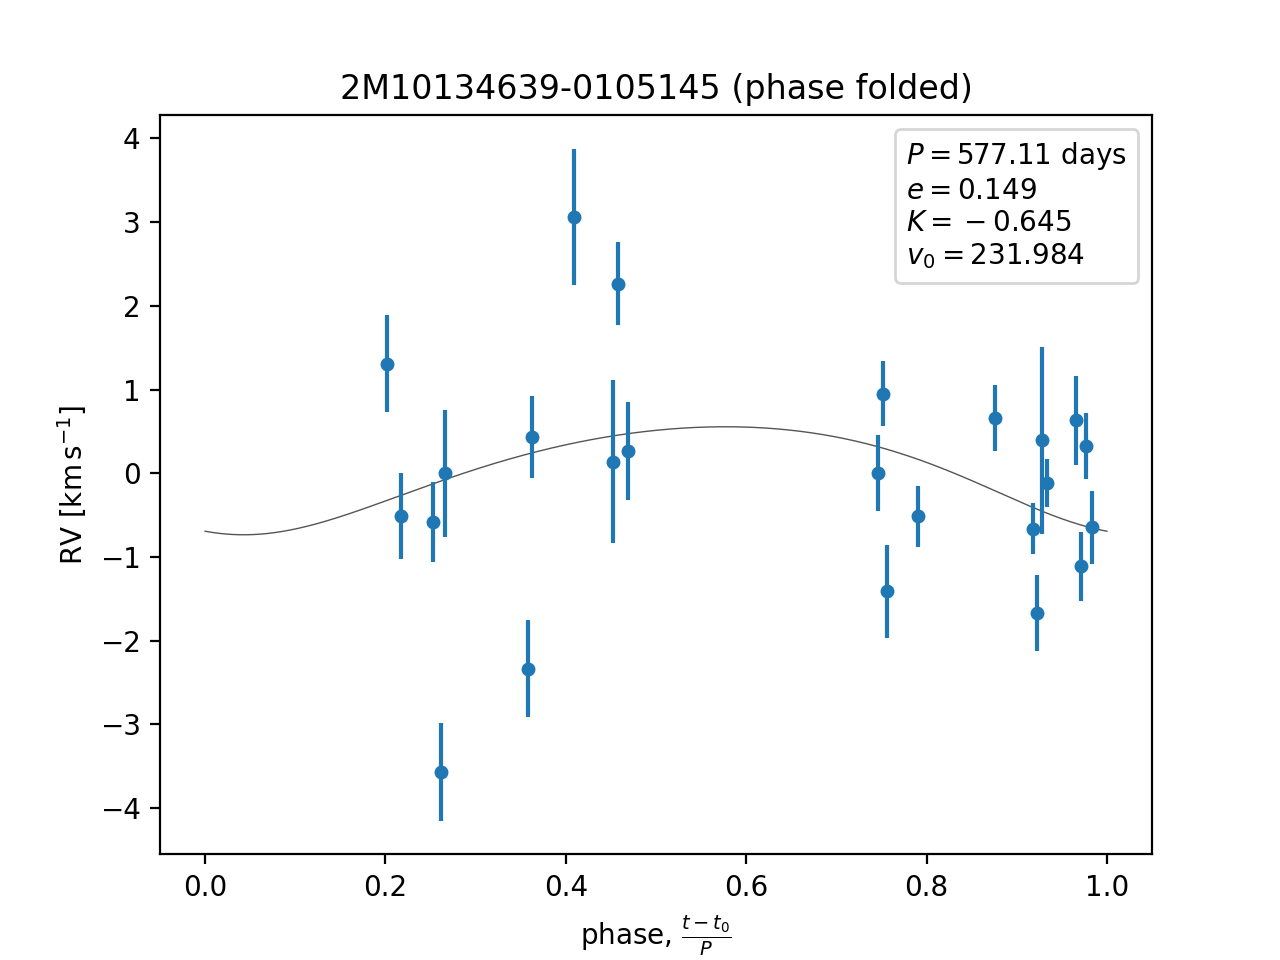 2M10134639-0105145 (phase folded)
P = 577.11 days
e = 0.149
K = −0.645
v₀ = 231.984
4
3
2
1
0
−1
−2
−3
−4
RV [km s⁻¹]
0.0 0.2 0.4 0.6 0.8 1.0
phase, (t − t₀)/P